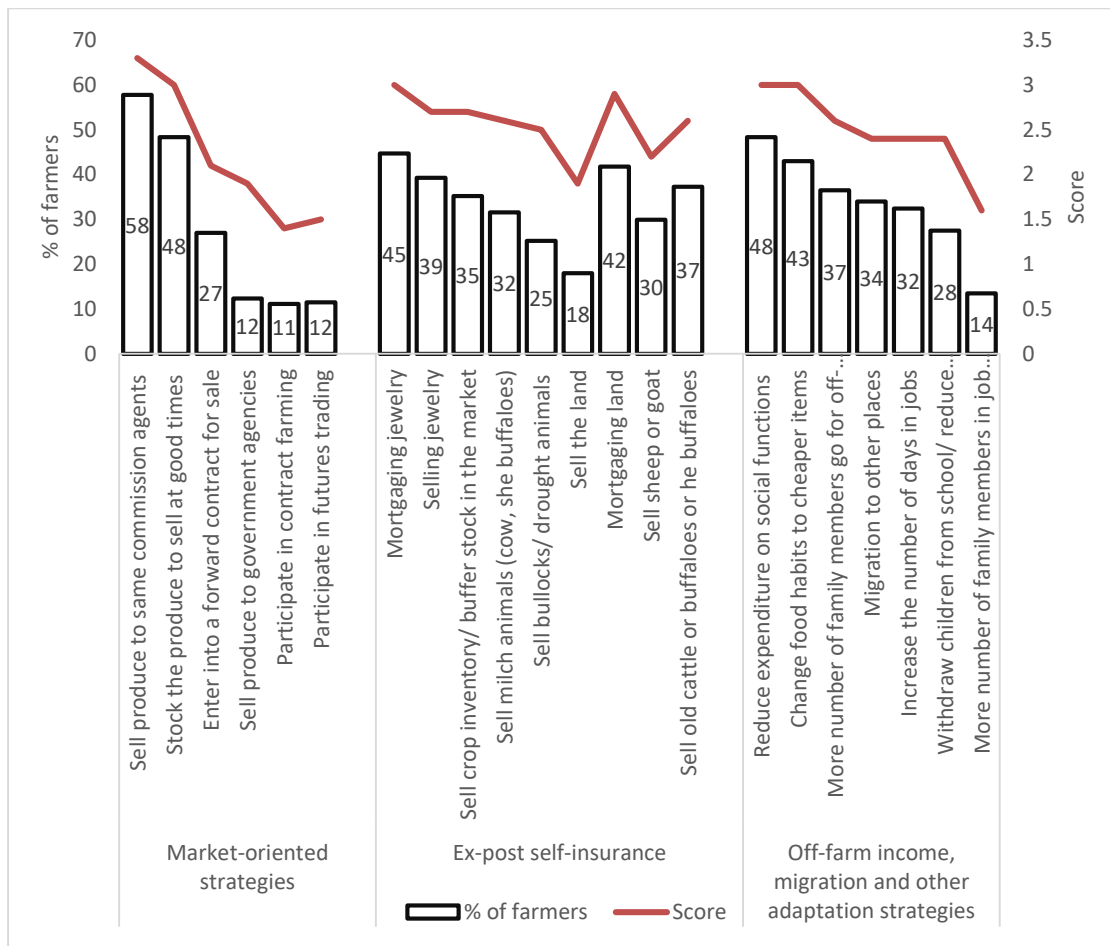 70
60
50
40
30
20
10
0
% of farmers
3.5
3
2.5
2
1.5
1
0.5
0
Score
58
48
27
12
11
12
45
39
35
32
25
18
42
30
37
48
43
37
34
32
28
14
Sell produce to same commission agents
Stock the produce to sell at good times
Enter into a forward contract for sale
Sell produce to government agencies
Participate in contract farming
Participate in futures trading
Mortgaging jewelry
Selling jewelry
Sell crop inventory/ buffer stock in the market
Sell milch animals (cow, she buffaloes)
Sell bullocks/ drought animals
Sell the land
Mortgaging land
Sell sheep or goat
Sell old cattle or buffaloes or he buffaloes
Reduce expenditure on social functions
Change food habits to cheaper items
More number of family members go for off-...
Migration to other places
Increase the number of days in jobs
Withdraw children from school/ reduce...
More number of family members in job...
Market-oriented
strategies
Ex-post self-insurance
Off-farm income,
migration and other
adaptation strategies
% of farmers
Score